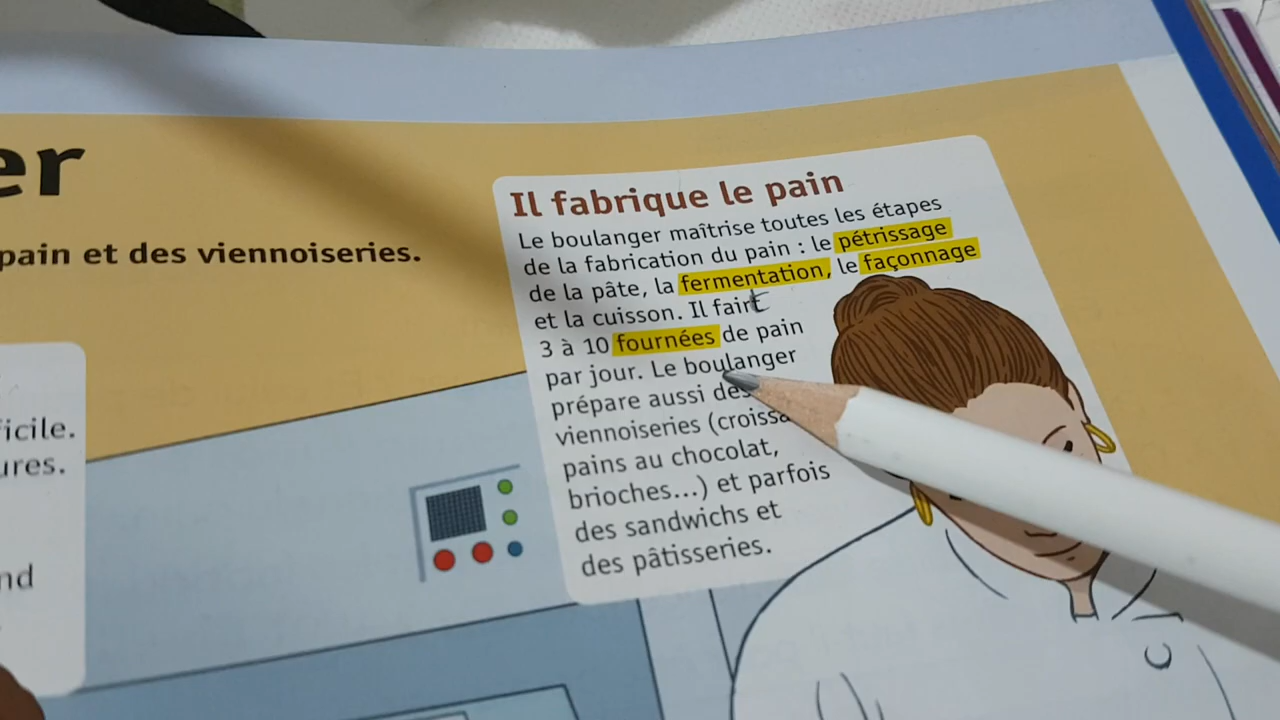 er
pain et des viennoiseries.
Il fabrique le pain
Le boulanger maîtrise toutes les étapes
de la fabrication du pain : le pétrissage
de la pâte, la fermentation, le façonnage
et la cuisson. Il fairt
3 à 10 fournées de pain
par jour. Le boulanger
prépare aussi des
viennoiseries (croissa
pains au chocolat,
brioches...) et parfois
des sandwichs et
des pâtisseries.
icile.
ures.
nd